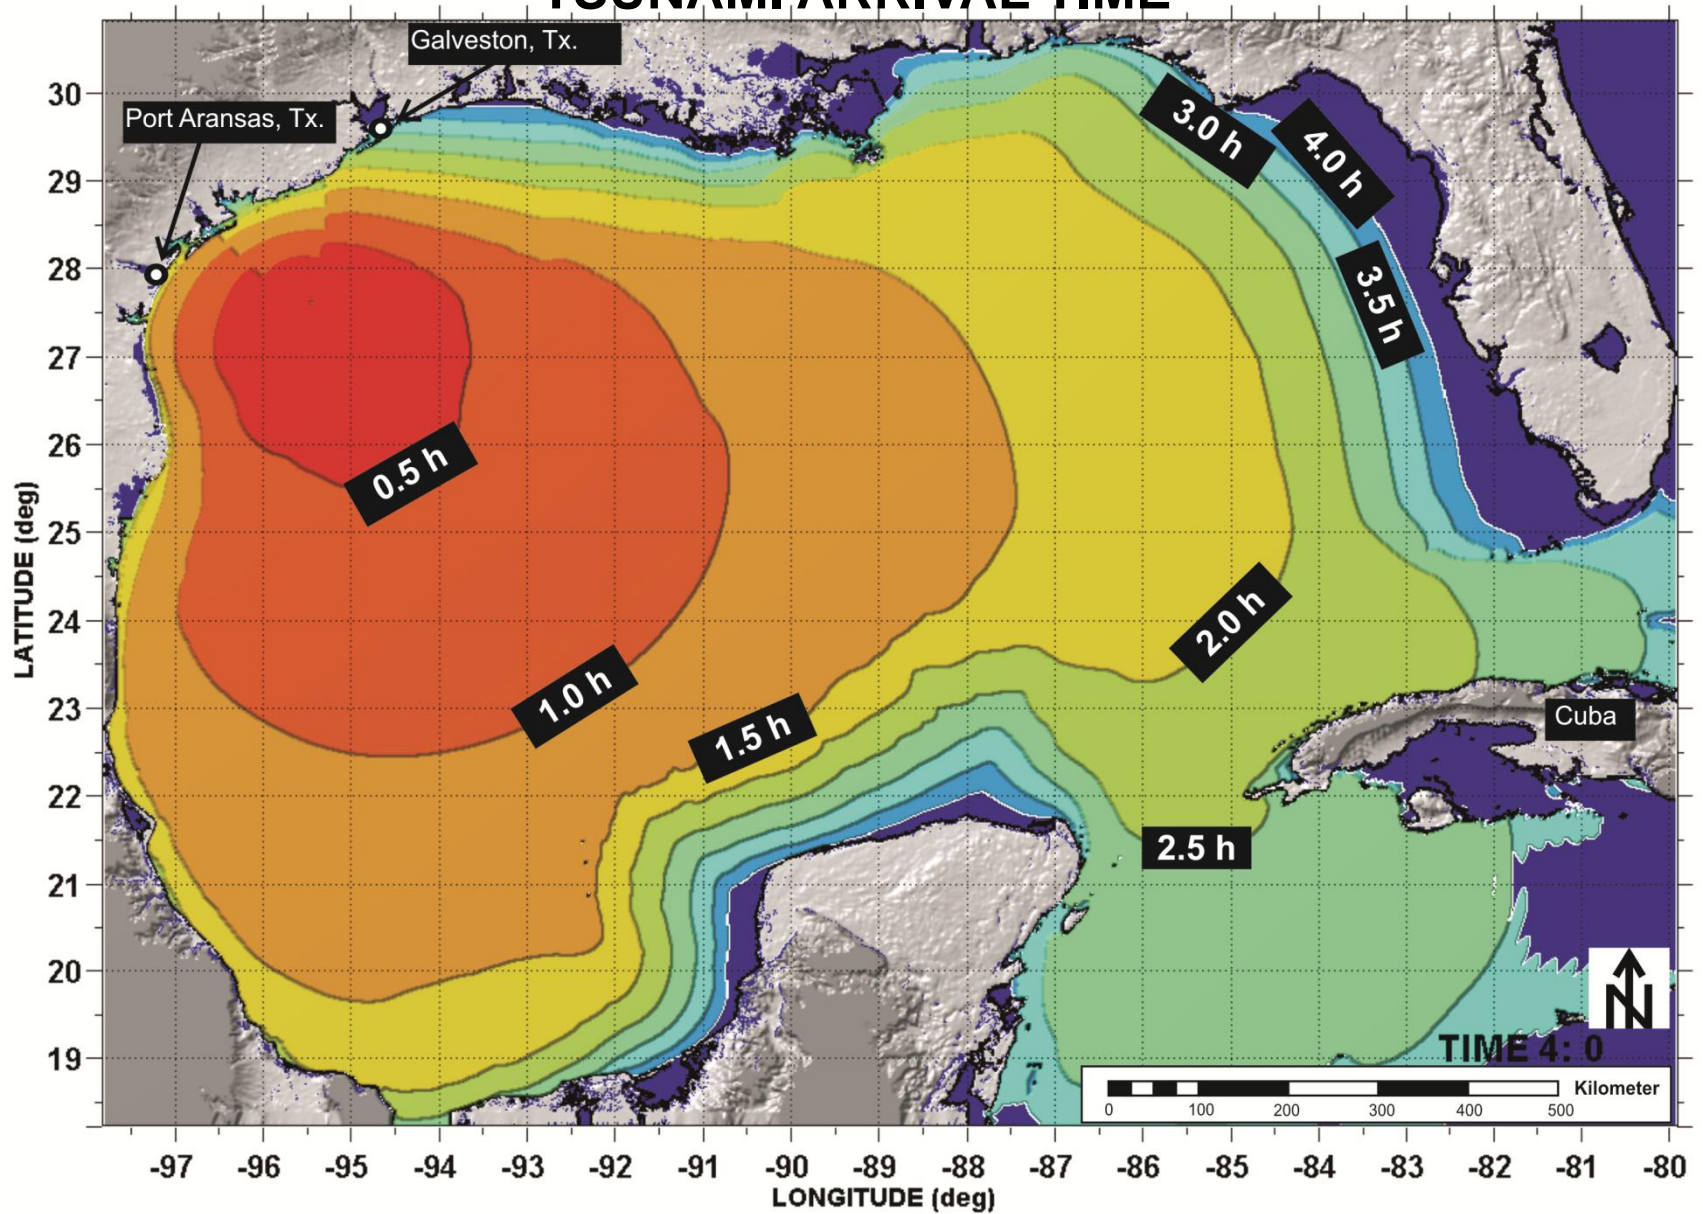 TSUNAMI ARRIVAL TIME
Galveston, Tx.
Port Aransas, Tx.
30
29
28
27
26
25
24
23
22
21
20
19
LATITUDE (deg)
3.0 h
4.0 h
3.5 h
0.5 h
2.0 h
1.0 h
1.5 h
Cuba
2.5 h
N
TIME 4: 0
Kilometer
0 100 200 300 400 500
-97 -96 -95 -94 -93 -92 -91 -90 -89 -88 -87 -86 -85 -84 -83 -82 -81 -80
LONGITUDE (deg)